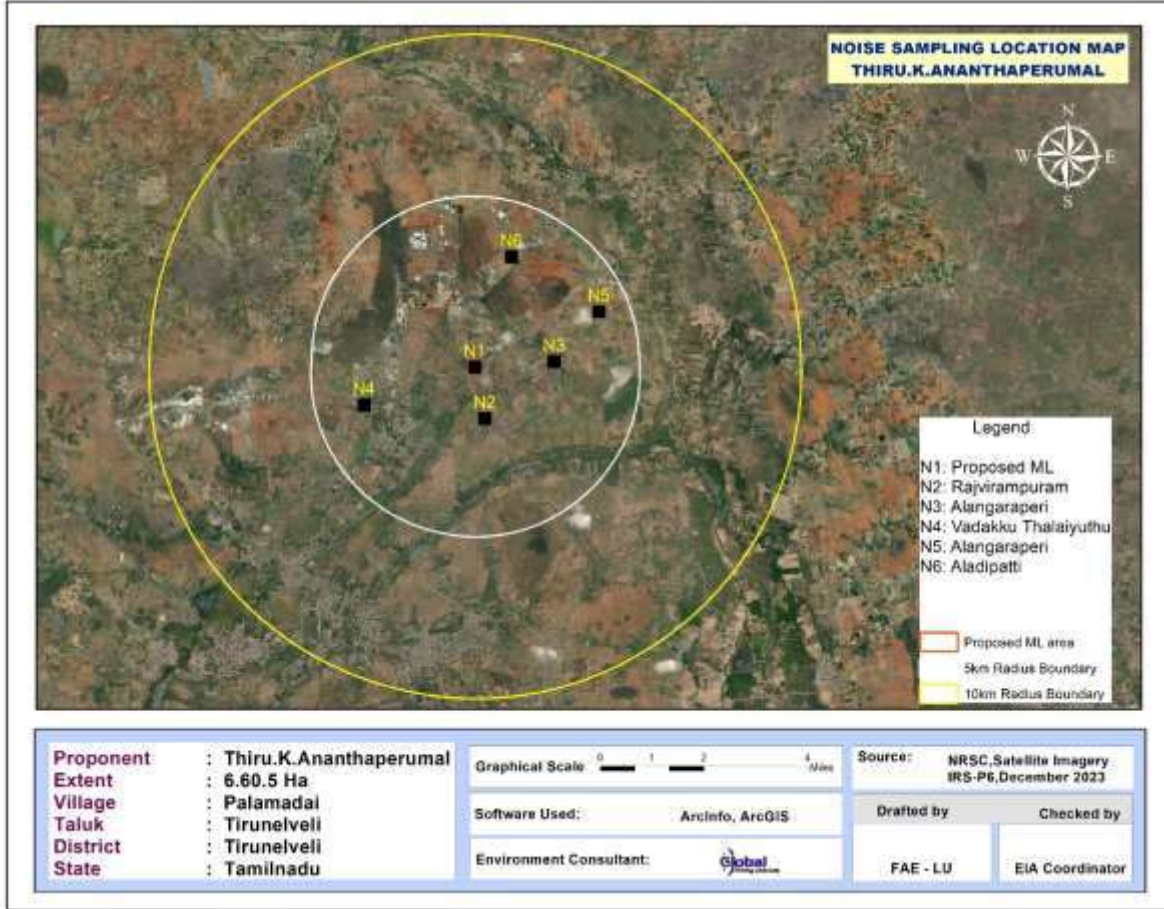 NOISE SAMPLING LOCATION MAP
THIRU.K.ANANTHAPERUMAL
N
W E
S
N6
N5
N3
N1
N4
N2
Legend
N1: Proposed ML
N2: Rajvirampuram
N3: Alangaraperi
N4: Vadakku Thalaiyuthu
N5: Alangaraperi
N6: Aladipatti
Proposed ML area
5km Radius Boundary
10km Radius Boundary
Proponent : Thiru.K.Ananthaperumal
Extent : 6.60.5 Ha
Village : Palamadai
Taluk : Tirunelveli
District : Tirunelveli
State : Tamilnadu
Graphical Scale 0 1 2 4 Miles
Software Used: ArcInfo, ArcGIS
Environment Consultant: Global
Source: NRSC,Satellite Imagery
IRS-P6,December 2023
Drafted by Checked by
FAE - LU EIA Coordinator